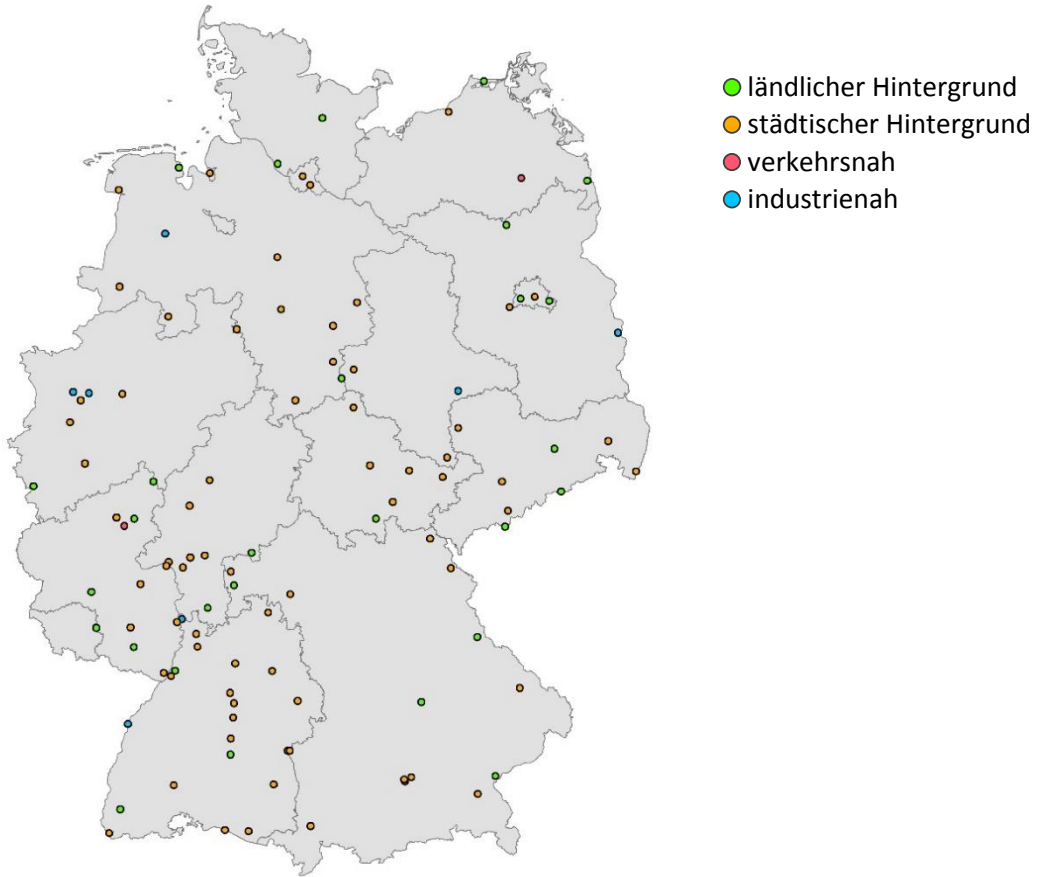 ländlicher Hintergrund
städtischer Hintergrund
verkehrsnah
industrienah